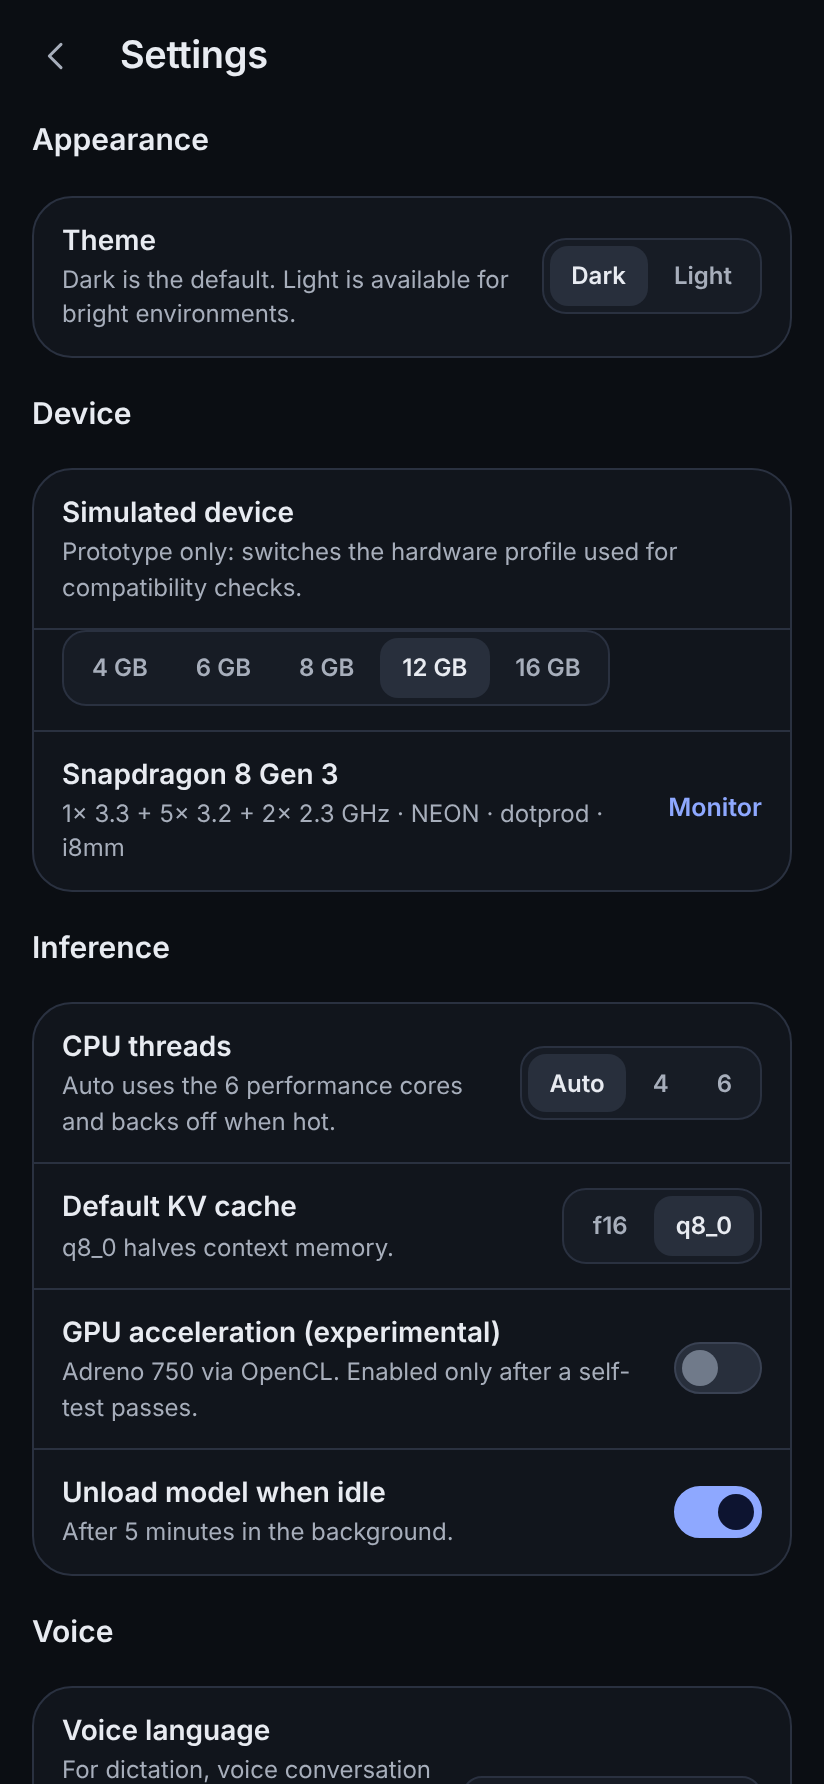 Settings
Appearance
Theme
Dark is the default. Light is available for
bright environments.
Dark Light
Device
Simulated device
Prototype only: switches the hardware profile used for
compatibility checks.
4 GB 6 GB 8 GB 12 GB 16 GB
Snapdragon 8 Gen 3
1× 3.3 + 5× 3.2 + 2× 2.3 GHz · NEON · dotprod ·
i8mm
Monitor
Inference
CPU threads
Auto uses the 6 performance cores
and backs off when hot.
Auto 4 6
Default KV cache
q8_0 halves context memory.
f16 q8_0
GPU acceleration (experimental)
Adreno 750 via OpenCL. Enabled only after a self-
test passes.
Unload model when idle
After 5 minutes in the background.
Voice
Voice language
For dictation, voice conversation